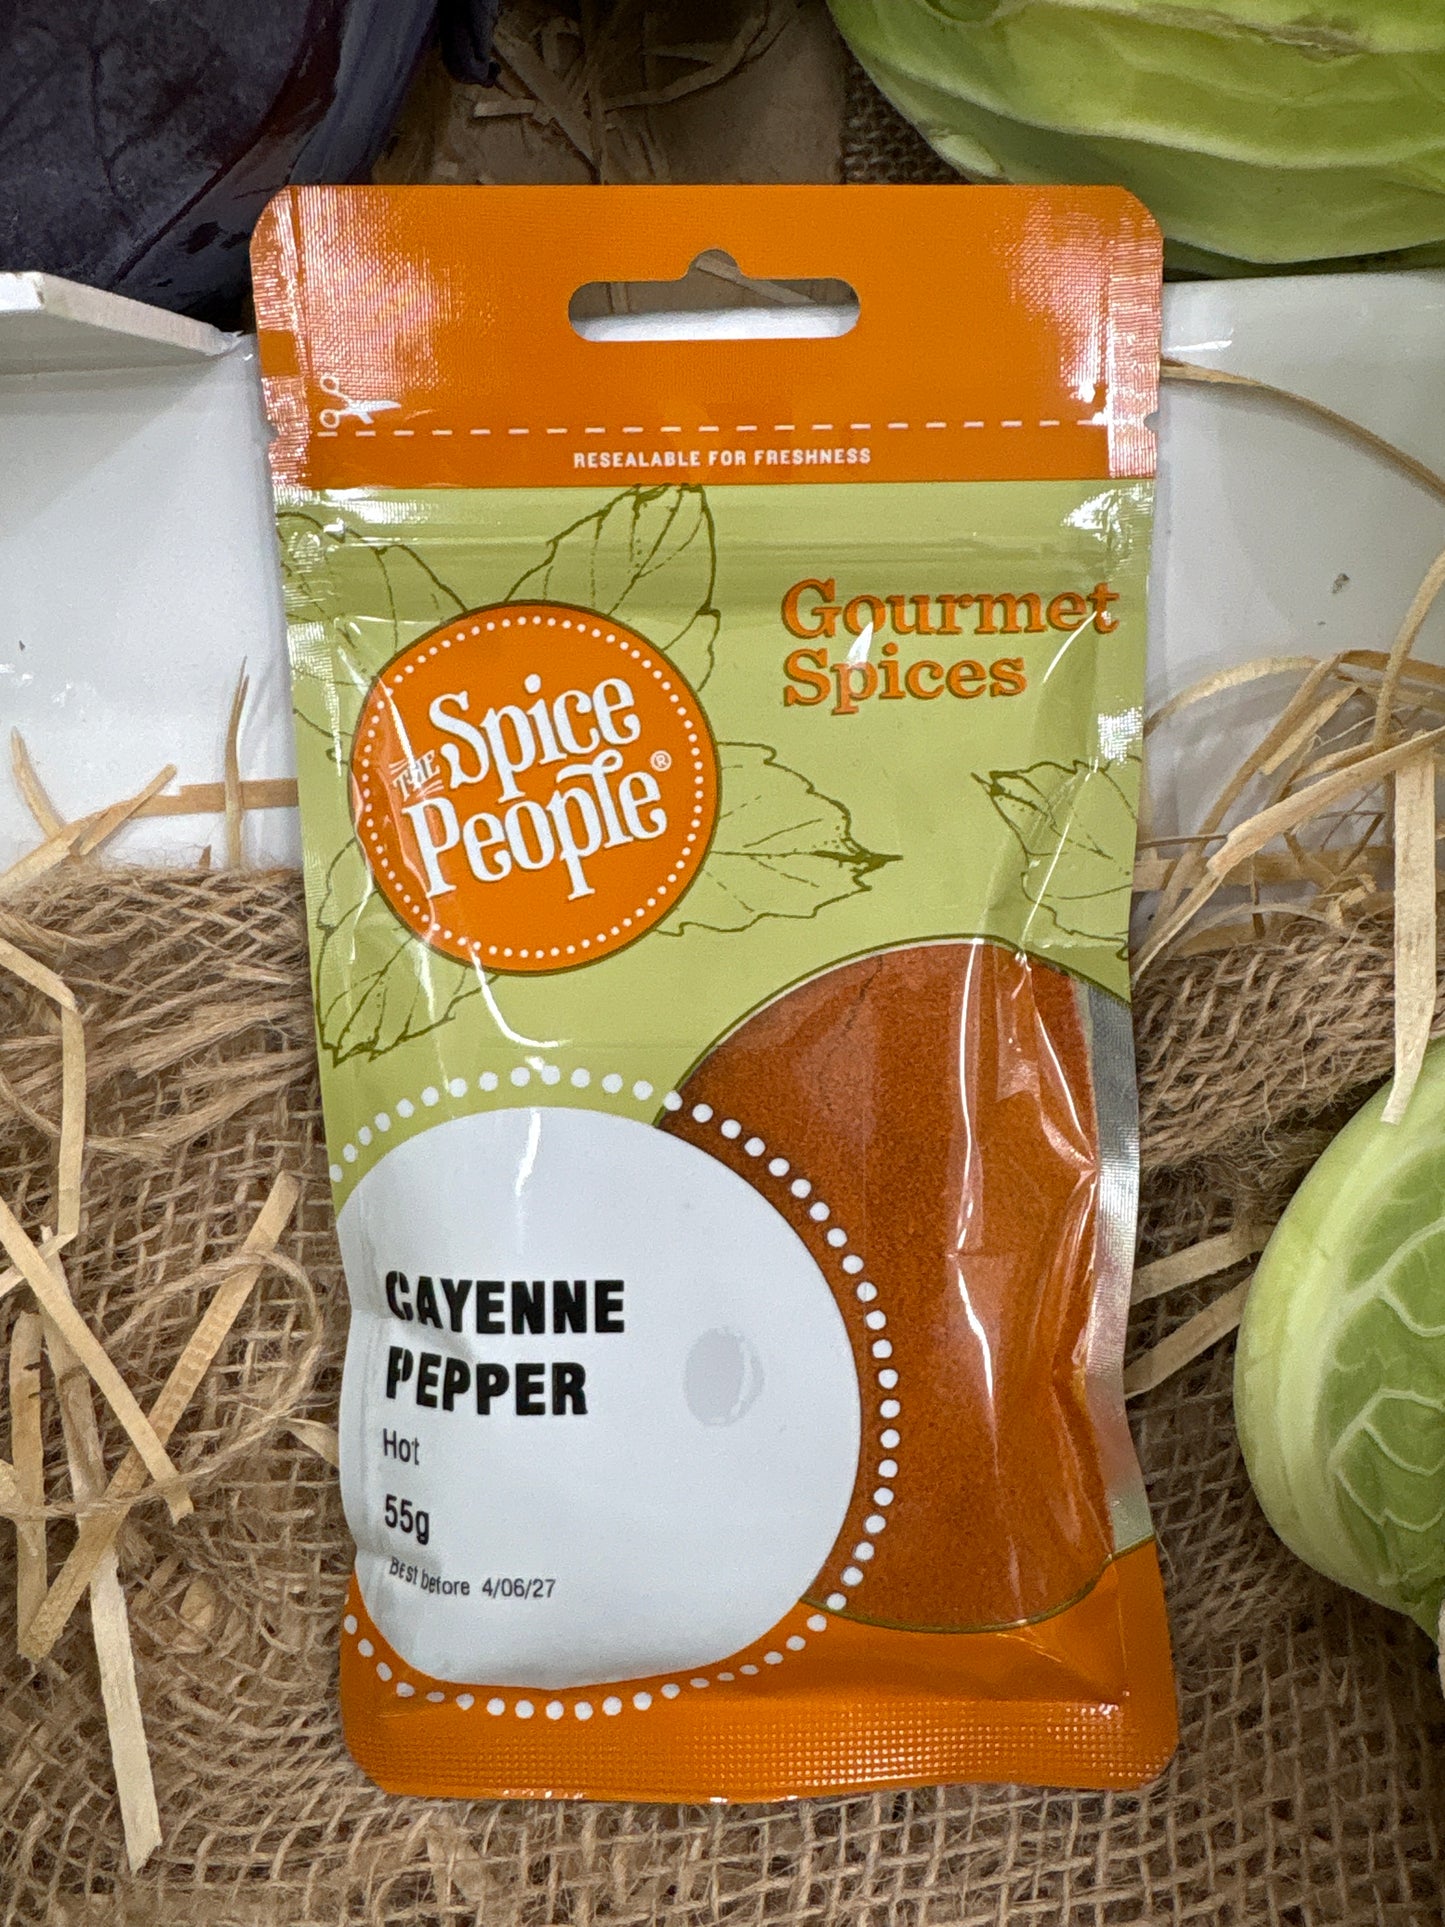 RESEALABLE FOR FRESHNESS
Gourmet
Spices
THE Spice
People®
CAYENNE
PEPPER
Hot
55g
Best before 4/06/27